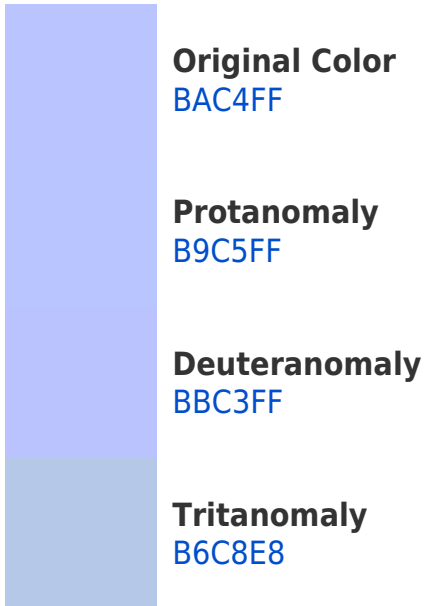 Original Color
BAC4FF
Protanomaly
B9C5FF
Deuteranomaly
BBC3FF
Tritanomaly
B6C8E8